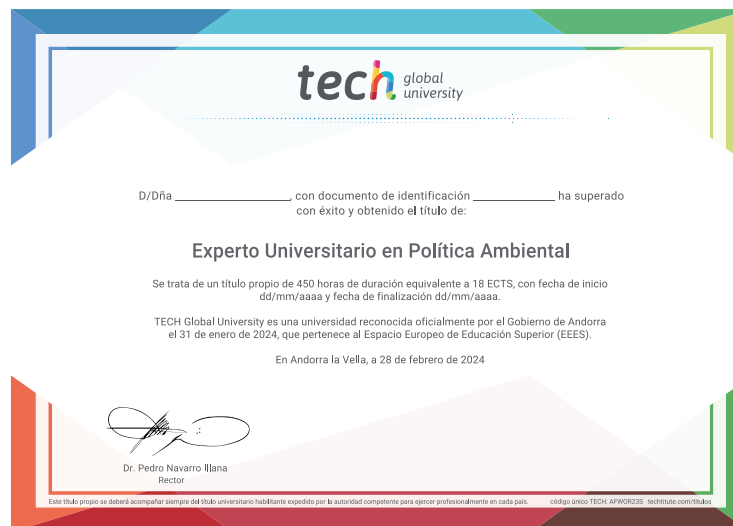 tech global university
D/Dña ____________________, con documento de identificación ______________ ha superado
con éxito y obtenido el título de:
Experto Universitario en Política Ambiental
Se trata de un título propio de 450 horas de duración equivalente a 18 ECTS, con fecha de inicio
dd/mm/aaaa y fecha de finalización dd/mm/aaaa.
TECH Global University es una universidad reconocida oficialmente por el Gobierno de Andorra
el 31 de enero de 2024, que pertenece al Espacio Europeo de Educación Superior (EEES).
En Andorra la Vella, a 28 de febrero de 2024
Dr. Pedro Navarro Illana
Rector
Este título propio se deberá acompañar siempre del título universitario habilitante expedido por la autoridad competente para ejercer profesionalmente en cada país. código único TECH: AFWOR23S techtitute.com/titulos